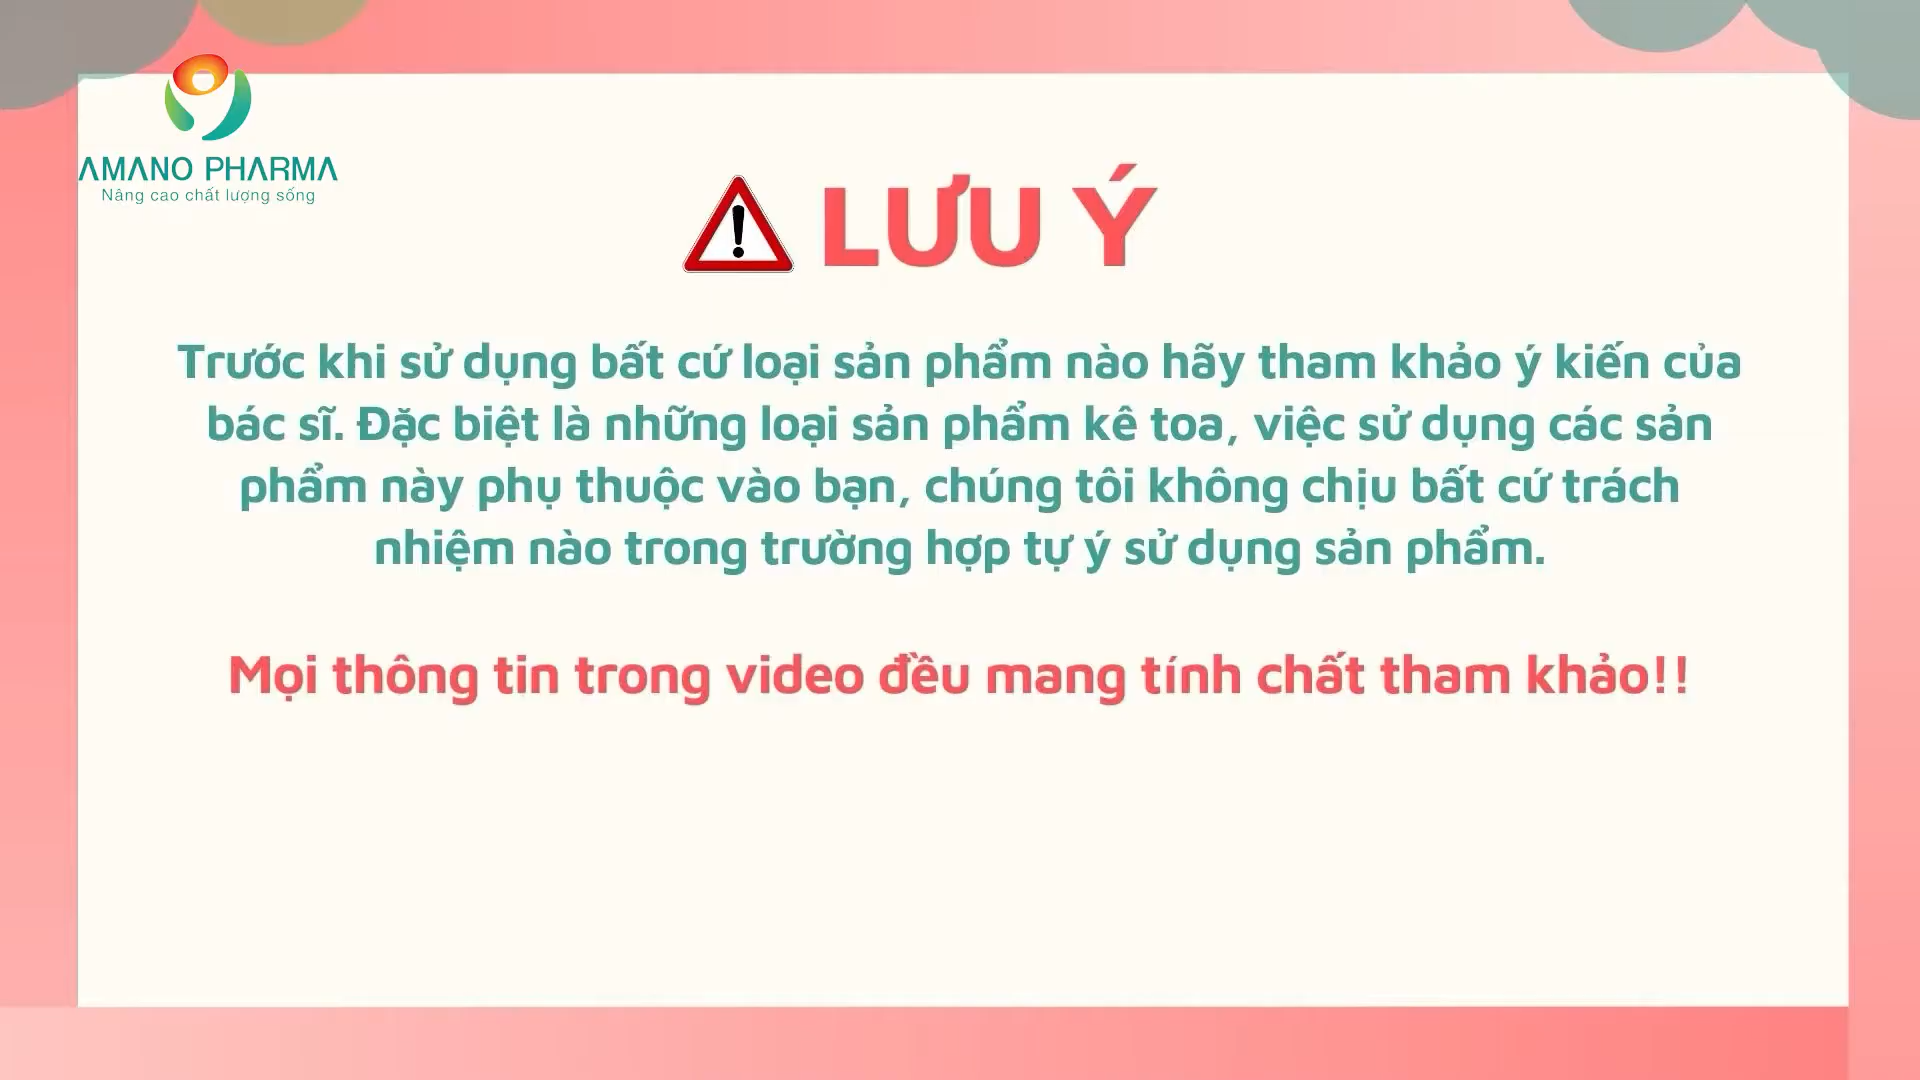 AMANO PHARMA
Nâng cao chất lượng sống
LƯU Ý
Trước khi sử dụng bất cứ loại sản phẩm nào hãy tham khảo ý kiến của
bác sĩ. Đặc biệt là những loại sản phẩm kê toa, việc sử dụng các sản
phẩm này phụ thuộc vào bạn, chúng tôi không chịu bất cứ trách
nhiệm nào trong trường hợp tự ý sử dụng sản phẩm.
Mọi thông tin trong video đều mang tính chất tham khảo!!